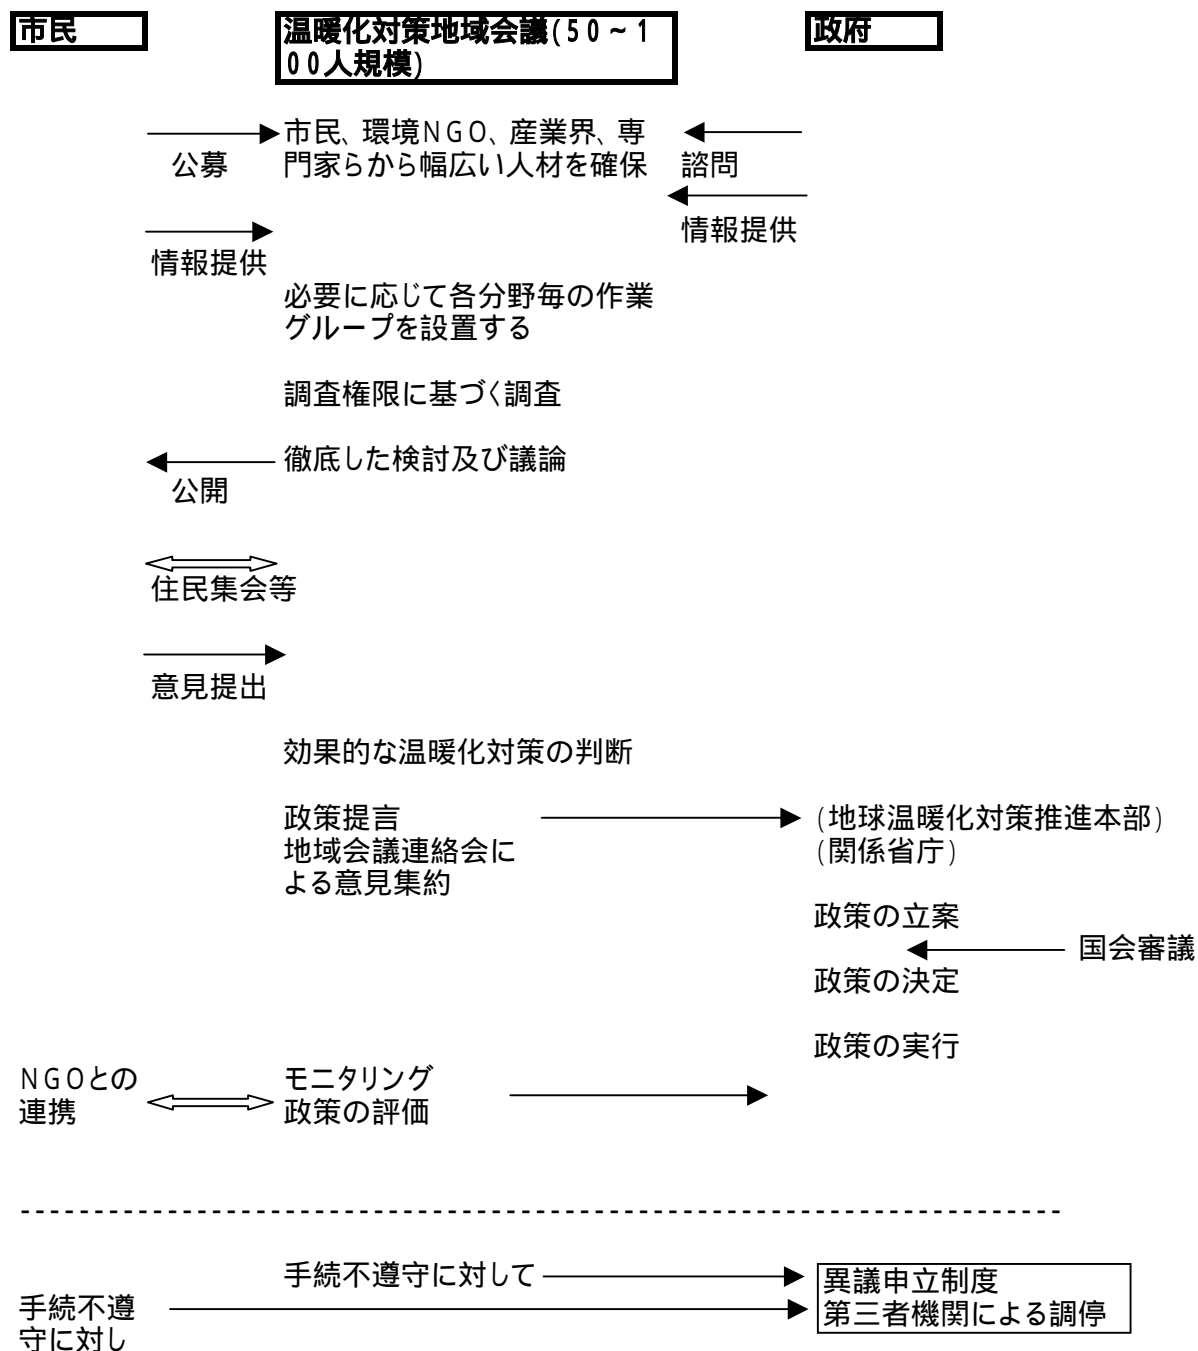 市民
温暖化対策地域会議(50~1
00人規模)
政府
市民、環境NGO、産業界、専
門家らから幅広い人材を確保
公募
諮問
情報提供
情報提供
必要に応じて各分野毎の作業
グループを設置する
調査権限に基づく調査
徹底した検討及び議論
公開
住民集会等
意見提出
効果的な温暖化対策の判断
政策提言
地域会議連絡会に
よる意見集約
(地球温暖化対策推進本部)
(関係省庁)
政策の立案
国会審議
政策の決定
政策の実行
NGOとの
連携
モニタリング
政策の評価
手続不遵守に対して
異議申立制度
第三者機関による調停
手続不遵
守に対し